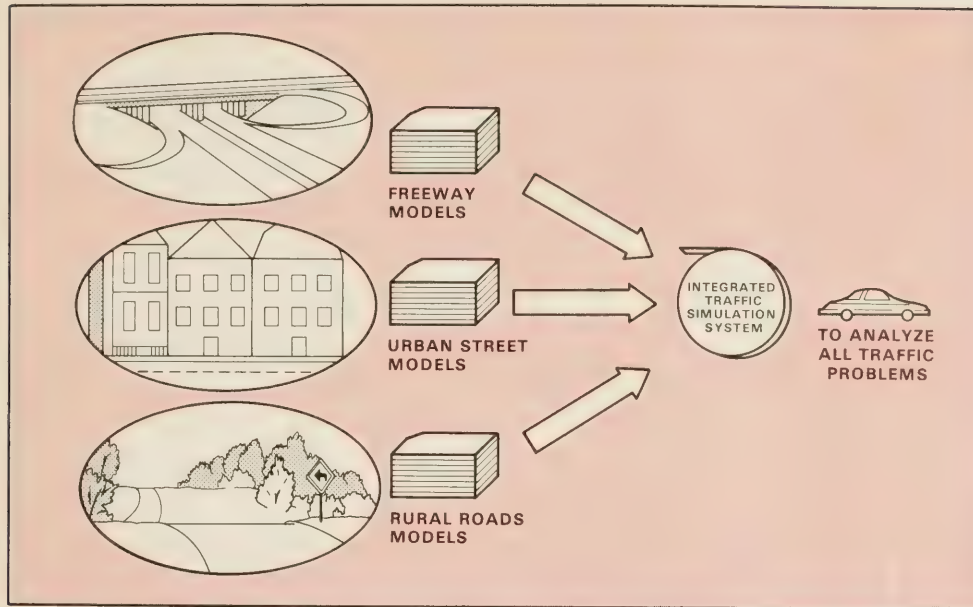 FREEWAY
MODELS
URBAN STREET
MODELS
RURAL ROADS
MODELS
INTEGRATED
TRAFFIC
SIMULATION
SYSTEM
TO ANALYZE
ALL TRAFFIC
PROBLEMS